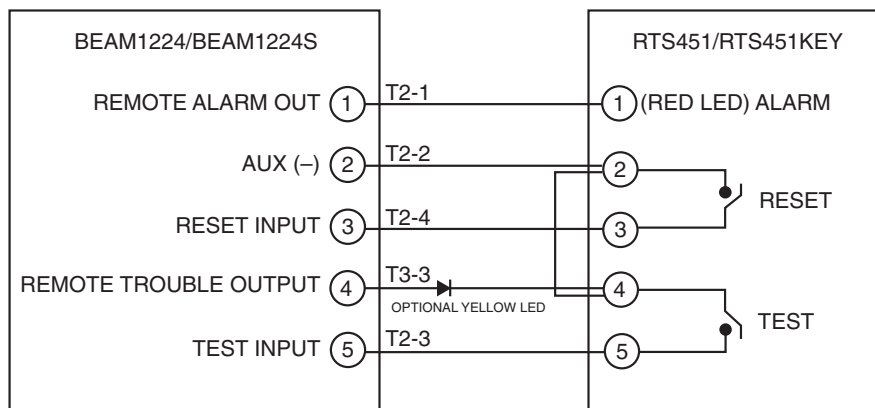 BEAM1224/BEAM1224S
RTS451/RTS451KEY
REMOTE ALARM OUT 1 T2-1 1 (RED LED) ALARM
AUX (–) 2 T2-2 2
RESET
RESET INPUT 3 T2-4 3
REMOTE TROUBLE OUTPUT 4 T3-3 4
OPTIONAL YELLOW LED
TEST
TEST INPUT 5 T2-3 5